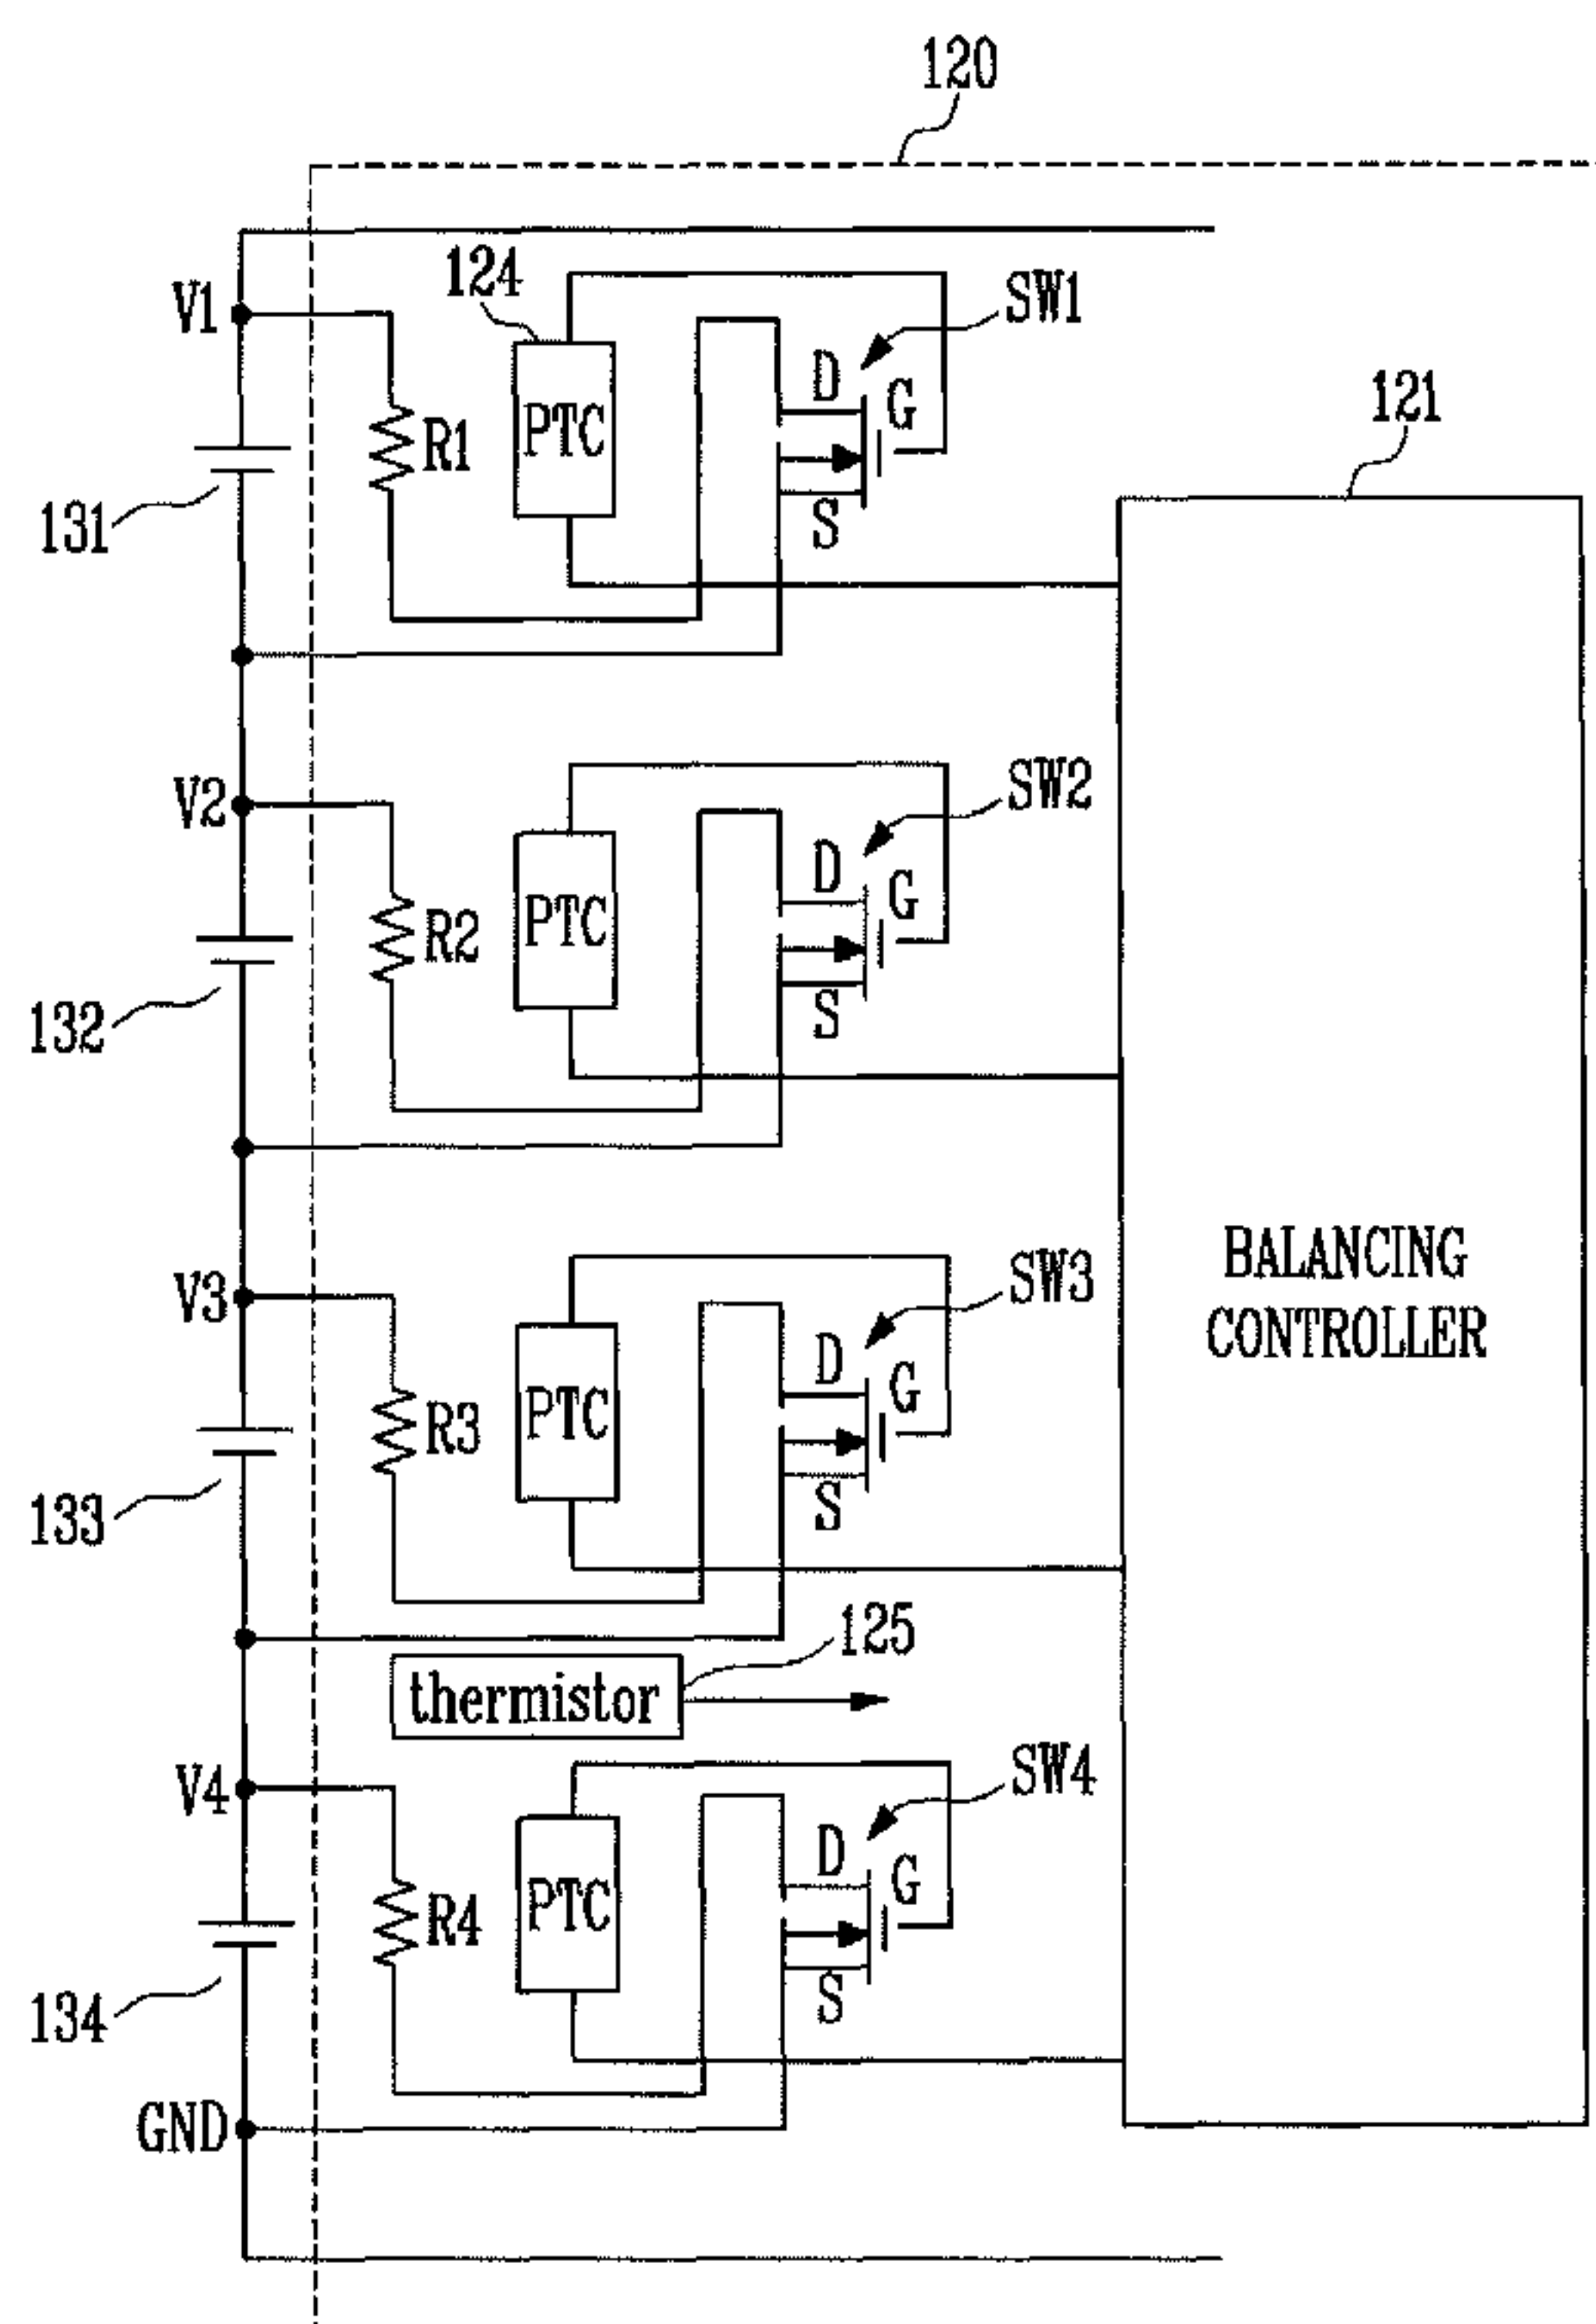 120
124
V1
SW1
D
G
121
PTC
R1
S
131
V2
SW2
D
G
PTC
R2
S
132
BALANCING
CONTROLLER
V3
SW3
D
G
PTC
R3
S
133
125
thermistor
V4
SW4
D
G
PTC
R4
S
134
GND